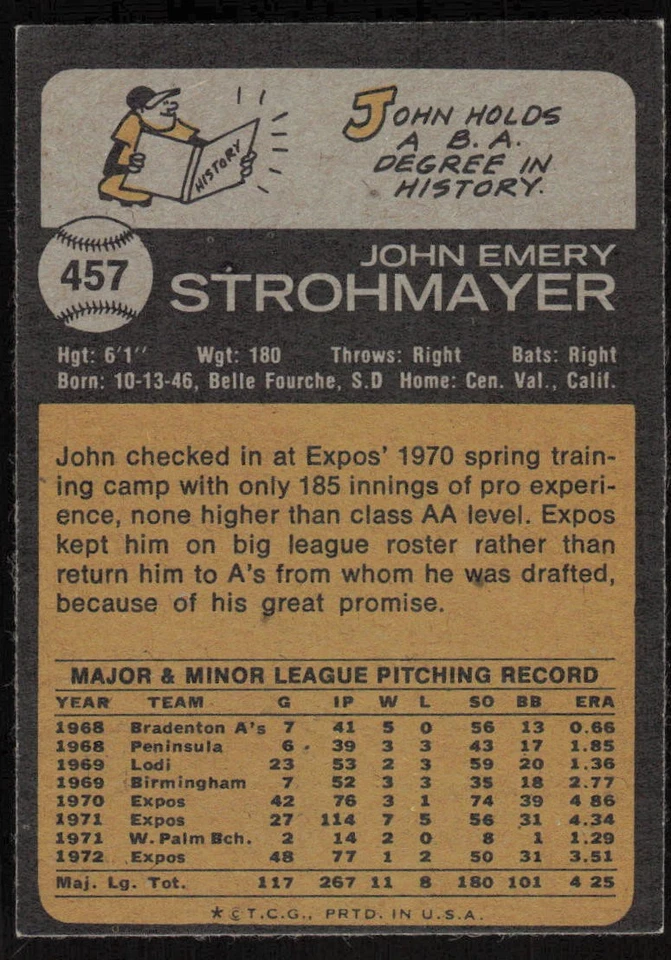 HISTORY
JOHN HOLDS
A B.A.
DEGREE IN
HISTORY.
457
JOHN EMERY
STROHMAYER
Hgt: 6'1" Wgt: 180 Throws: Right Bats: Right
Born: 10-13-46, Belle Fourche, S.D Home: Cen. Val., Calif.
John checked in at Expos' 1970 spring train-
ing camp with only 185 innings of pro experi-
ence, none higher than class AA level. Expos
kept him on big league roster rather than
return him to A's from whom he was drafted,
because of his great promise.
MAJOR & MINOR LEAGUE PITCHING RECORD
YEAR TEAM G IP W L SO BB ERA
1968 Bradenton A's 7 41 5 0 56 13 0.66
1968 Peninsula 6 39 3 3 43 17 1.85
1969 Lodi 23 53 2 3 59 20 1.36
1969 Birmingham 7 52 3 3 35 18 2.77
1970 Expos 42 76 3 1 74 39 4 86
1971 Expos 27 114 7 5 56 31 4.34
1971 W. Palm Bch. 2 14 2 0 8 1 1.29
1972 Expos 48 77 1 2 50 31 3.51
Maj. Lg. Tot. 117 267 11 8 180 101 4 25
★ © T.C.G., PRTD. IN U.S.A.